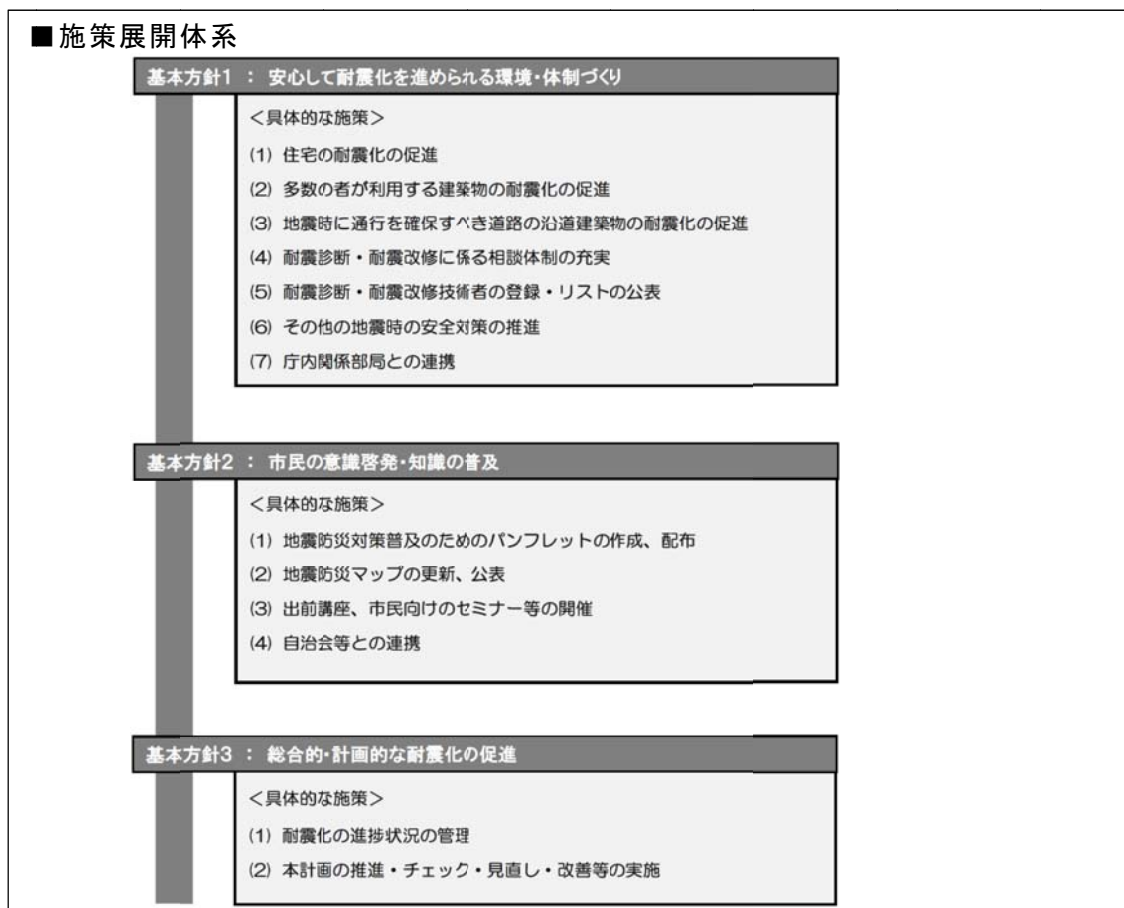 ■施策展開体系
基本方針1 : 安心して耐震化を進められる環境・体制づくり
＜具体的な施策＞
(1) 住宅の耐震化の促進
(2) 多数の者が利用する建築物の耐震化の促進
(3) 地震時に通行を確保すべき道路の沿道建築物の耐震化の促進
(4) 耐震診断・耐震改修に係る相談体制の充実
(5) 耐震診断・耐震改修技術者の登録・リストの公表
(6) その他の地震時の安全対策の推進
(7) 庁内関係部局との連携
基本方針2 : 市民の意識啓発・知識の普及
＜具体的な施策＞
(1) 地震防災対策普及のためのパンフレットの作成、配布
(2) 地震防災マップの更新、公表
(3) 出前講座、市民向けのセミナー等の開催
(4) 自治会等との連携
基本方針3 : 総合的・計画的な耐震化の促進
＜具体的な施策＞
(1) 耐震化の進捗状況の管理
(2) 本計画の推進・チェック・見直し・改善等の実施